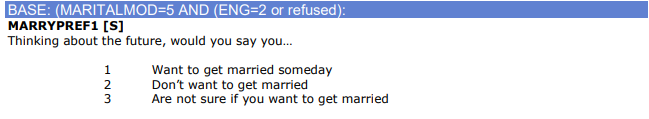 BASE: (MARITALMOD=5 AND (ENG=2 or refused):
MARRYPREF1 [S]
Thinking about the future, would you say you…
1 Want to get married someday
2 Don’t want to get married
3 Are not sure if you want to get married